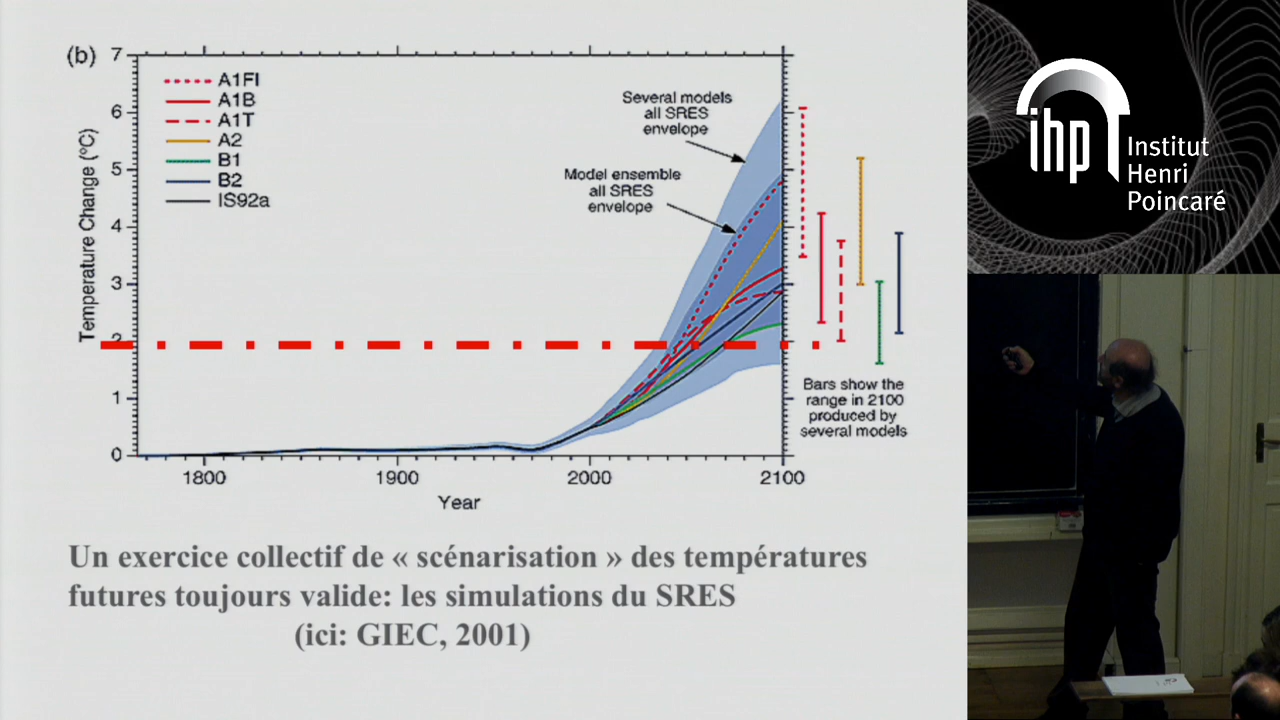 (b)
7
6
5
4
3
2
1
0
Temperature Change (°C)
A1FI
A1B
A1T
A2
B1
B2
IS92a
Several models
all SRES
envelope
Model ensemble
all SRES
envelope
Bars show the
range in 2100
produced by
several models
1800
1900
2000
2100
Year
Un exercice collectif de « scénarisation » des températures
futures toujours valide: les simulations du SRES
(ici: GIEC, 2001)
ihp
Institut
Henri
Poincaré